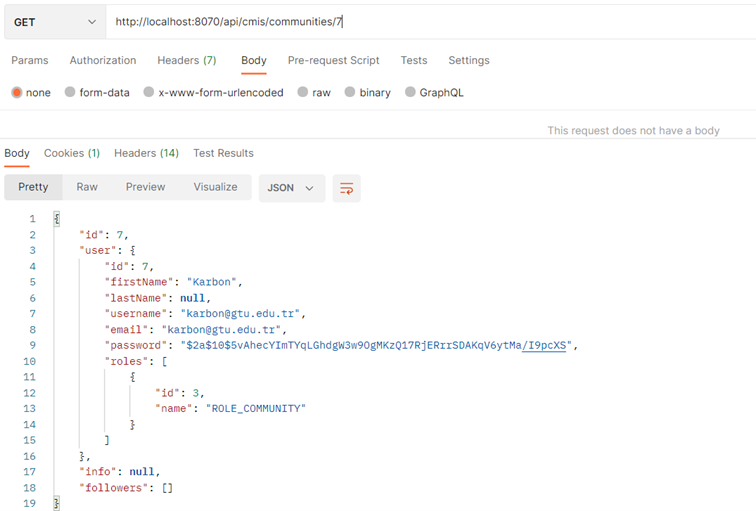 GET http://localhost:8070/api/cmis/communities/7
Params Authorization Headers (7) Body Pre-request Script Tests Settings
none form-data x-www-form-urlencoded raw binary GraphQL
This request does not have a body
Body Cookies (1) Headers (14) Test Results
Pretty Raw Preview Visualize JSON
1 {
2 "id": 7,
3 "user": {
4 "id": 7,
5 "firstName": "Karbon",
6 "lastName": null,
7 "username": "karbon@gtu.edu.tr",
8 "email": "karbon@gtu.edu.tr",
9 "password": "$2a$10$5vAhecYImTYqLGhdgW3w9OgMKzQ17RjERrrSDAKqV6ytMa/I9pcXS",
10 "roles": [
11 {
12 "id": 3,
13 "name": "ROLE_COMMUNITY"
14 }
15 ]
16 },
17 "info": null,
18 "followers": []
19 }